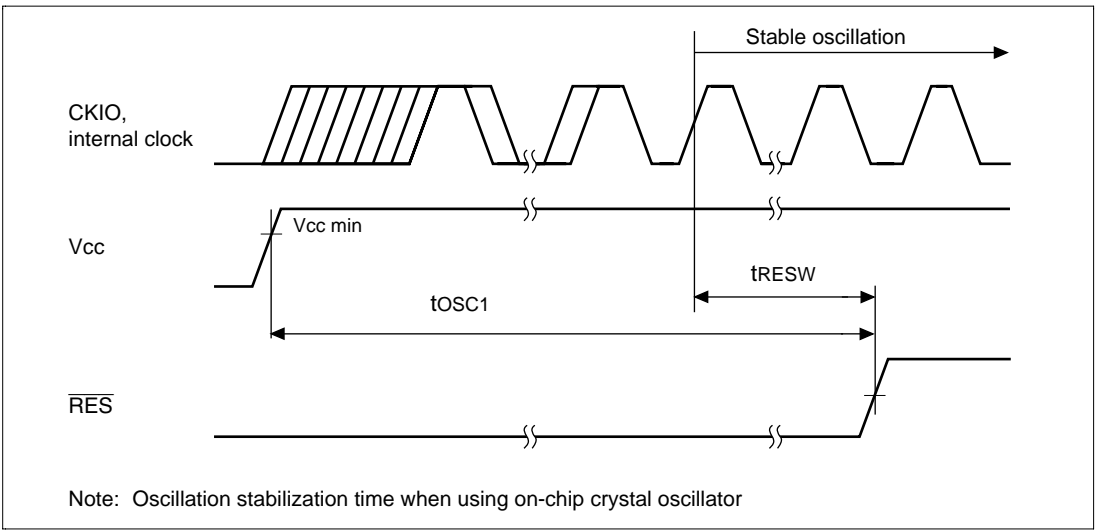 Stable oscillation
CKIO,
internal clock
Vcc min
Vcc
tRESW
tOSC1
RES
Note: Oscillation stabilization time when using on-chip crystal oscillator